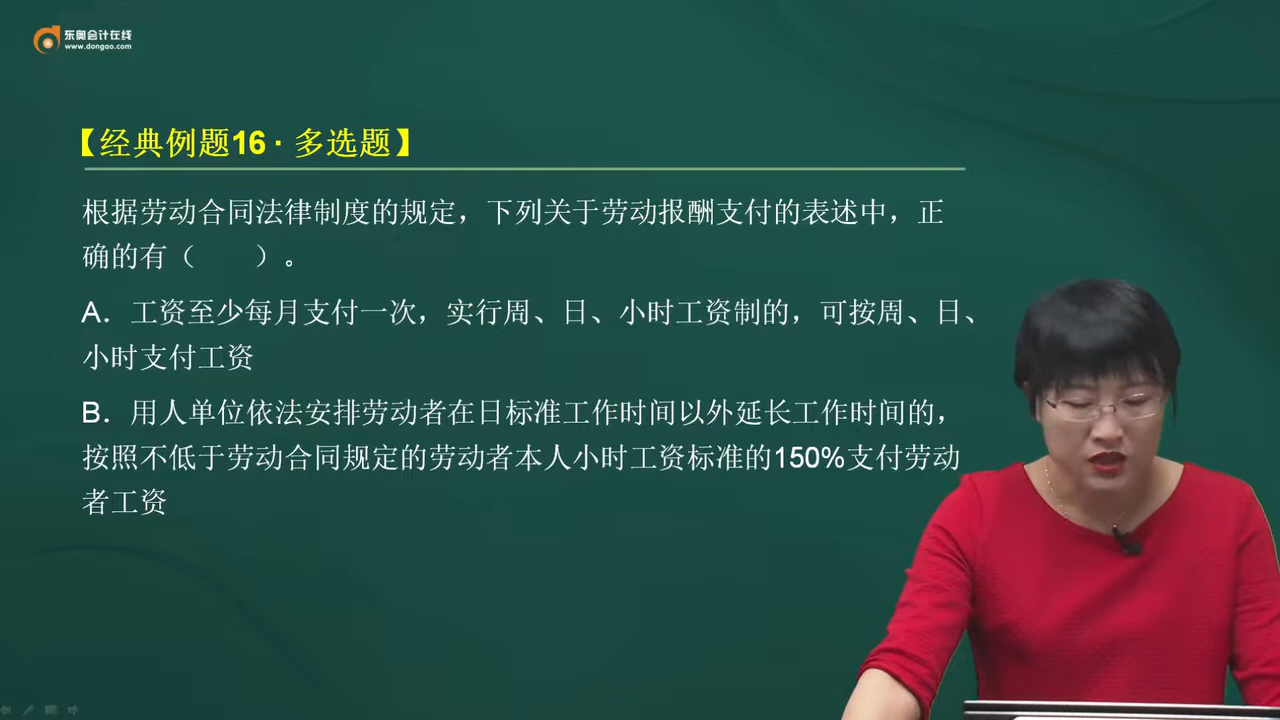 东奥会计在线
www.dongao.com
【经典例题16·多选题】
根据劳动合同法律制度的规定，下列关于劳动报酬支付的表述中，正
确的有（　　）。
A．工资至少每月支付一次，实行周、日、小时工资制的，可按周、日、
小时支付工资
B．用人单位依法安排劳动者在日标准工作时间以外延长工作时间的，
按照不低于劳动合同规定的劳动者本人小时工资标准的150%支付劳动
者工资